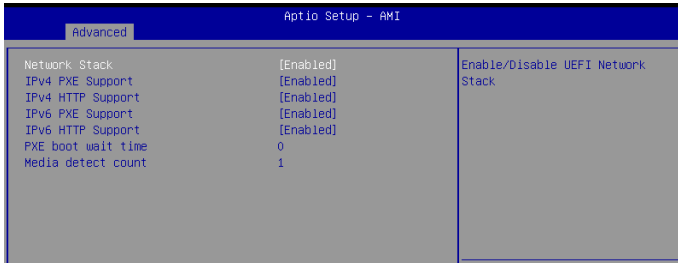 Aptio Setup – AMI
Advanced
Network Stack [Enabled]
IPv4 PXE Support [Enabled]
IPv4 HTTP Support [Enabled]
IPv6 PXE Support [Enabled]
IPv6 HTTP Support [Enabled]
PXE boot wait time 0
Media detect count 1
Enable/Disable UEFI Network
Stack